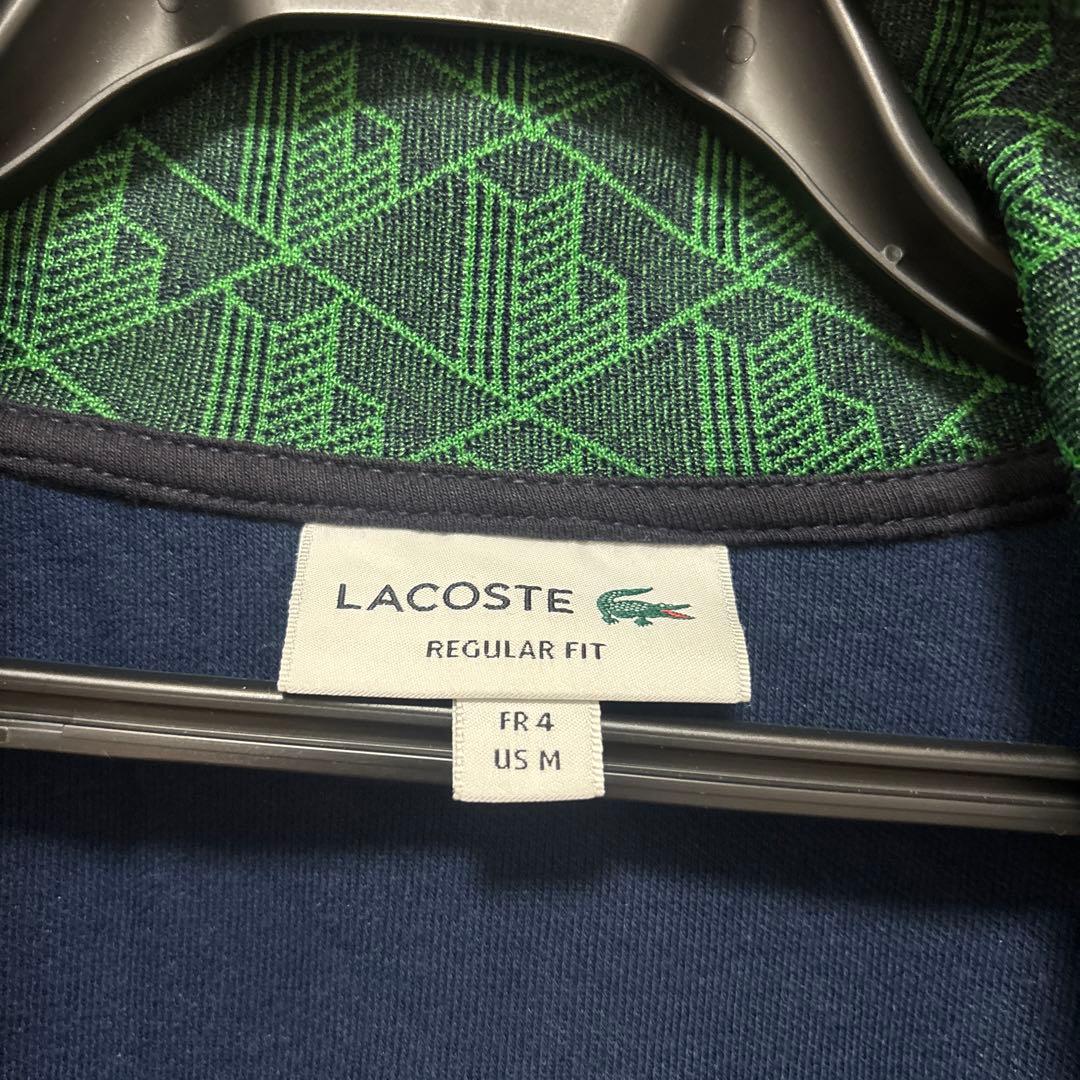 LACOSTE
REGULAR FIT
FR 4
US M